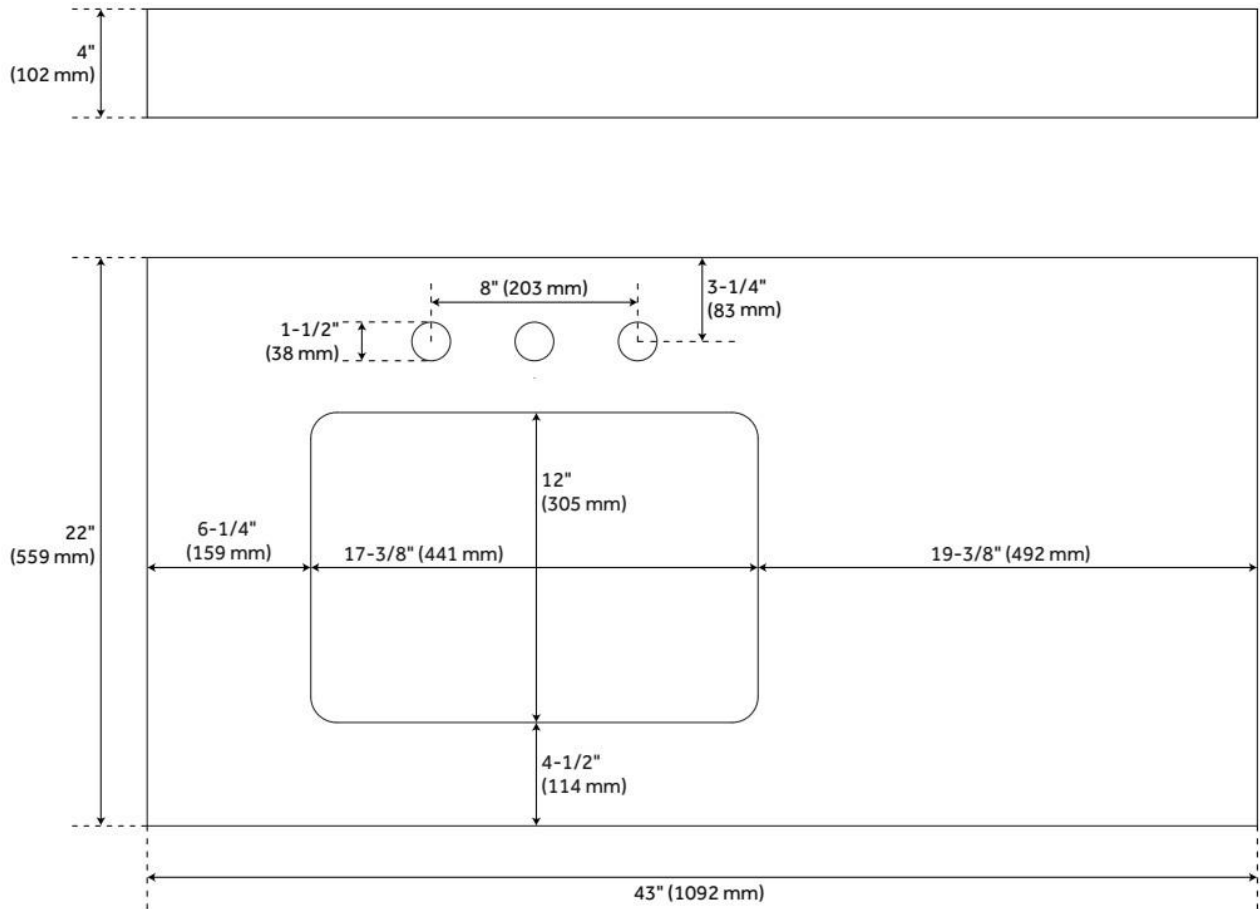 4"
(102 mm)
8" (203 mm)
3-1/4"
(83 mm)
1-1/2"
(38 mm)
12"
(305 mm)
22"
(559 mm)
6-1/4"
(159 mm)
17-3/8" (441 mm)
19-3/8" (492 mm)
4-1/2"
(114 mm)
43" (1092 mm)